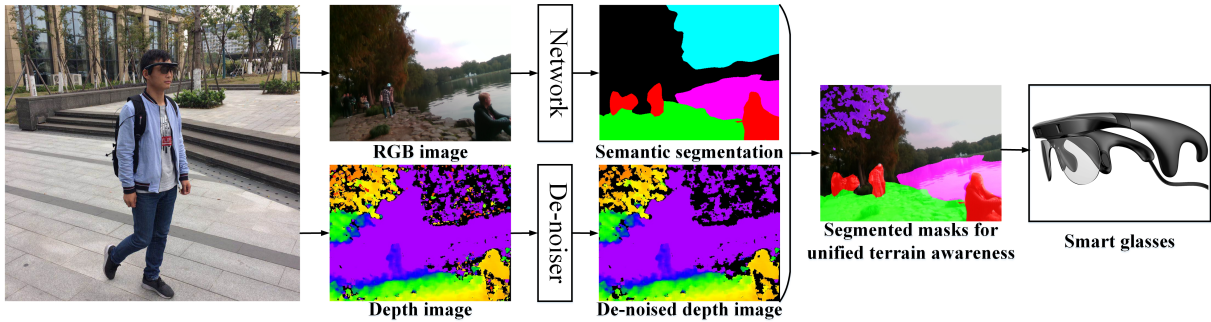 Network
RGB image
Semantic segmentation
De-noiser
Depth image
De-noised depth image
Segmented masks for
unified terrain awareness
Smart glasses